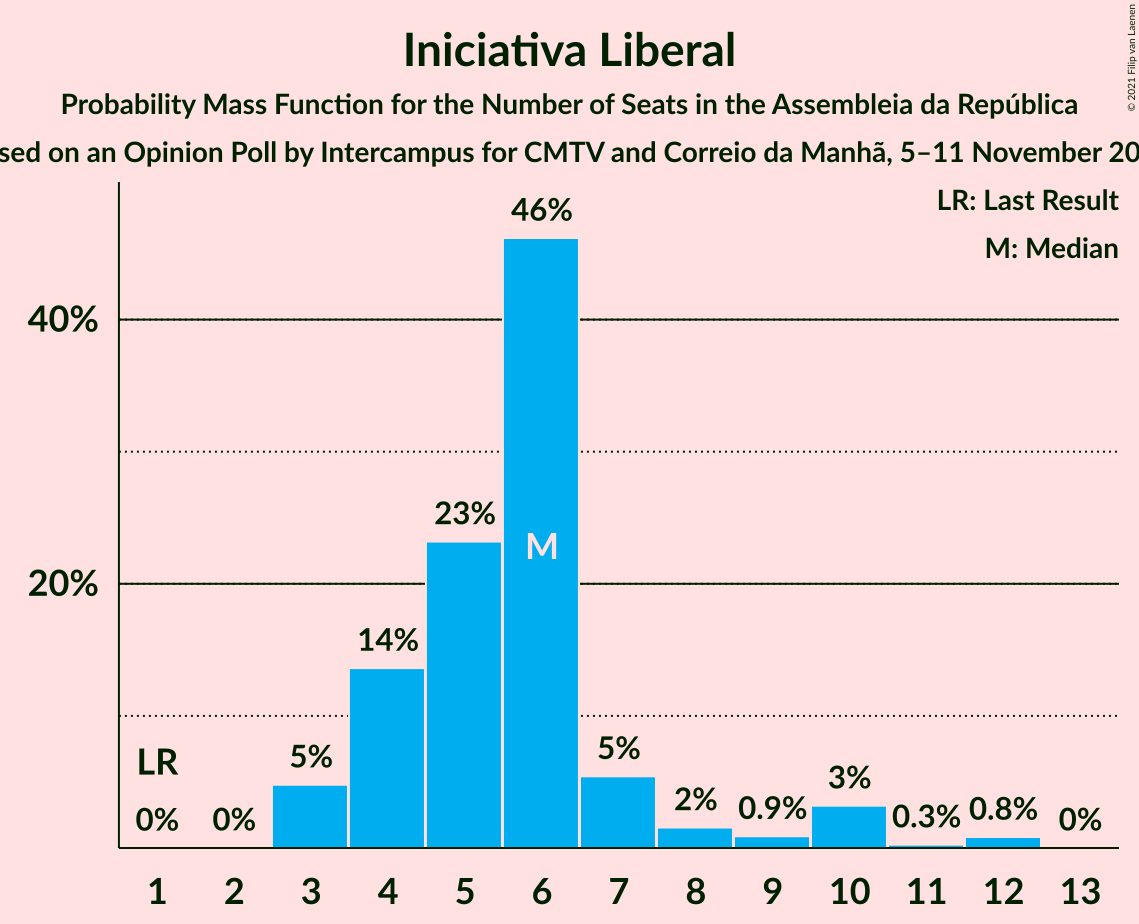 Iniciativa Liberal
Probability Mass Function for the Number of Seats in the Assembleia da República
sed on an Opinion Poll by Intercampus for CMTV and Correio da Manhã, 5–11 November 20
© 2021 Filip van Laenen
LR: Last Result
M: Median
46%
40%
23%
M
20%
14%
LR
5%
5%
3%
2%
0.9%
0.3%
0.8%
0%
0%
0%
1 2 3 4 5 6 7 8 9 10 11 12 13